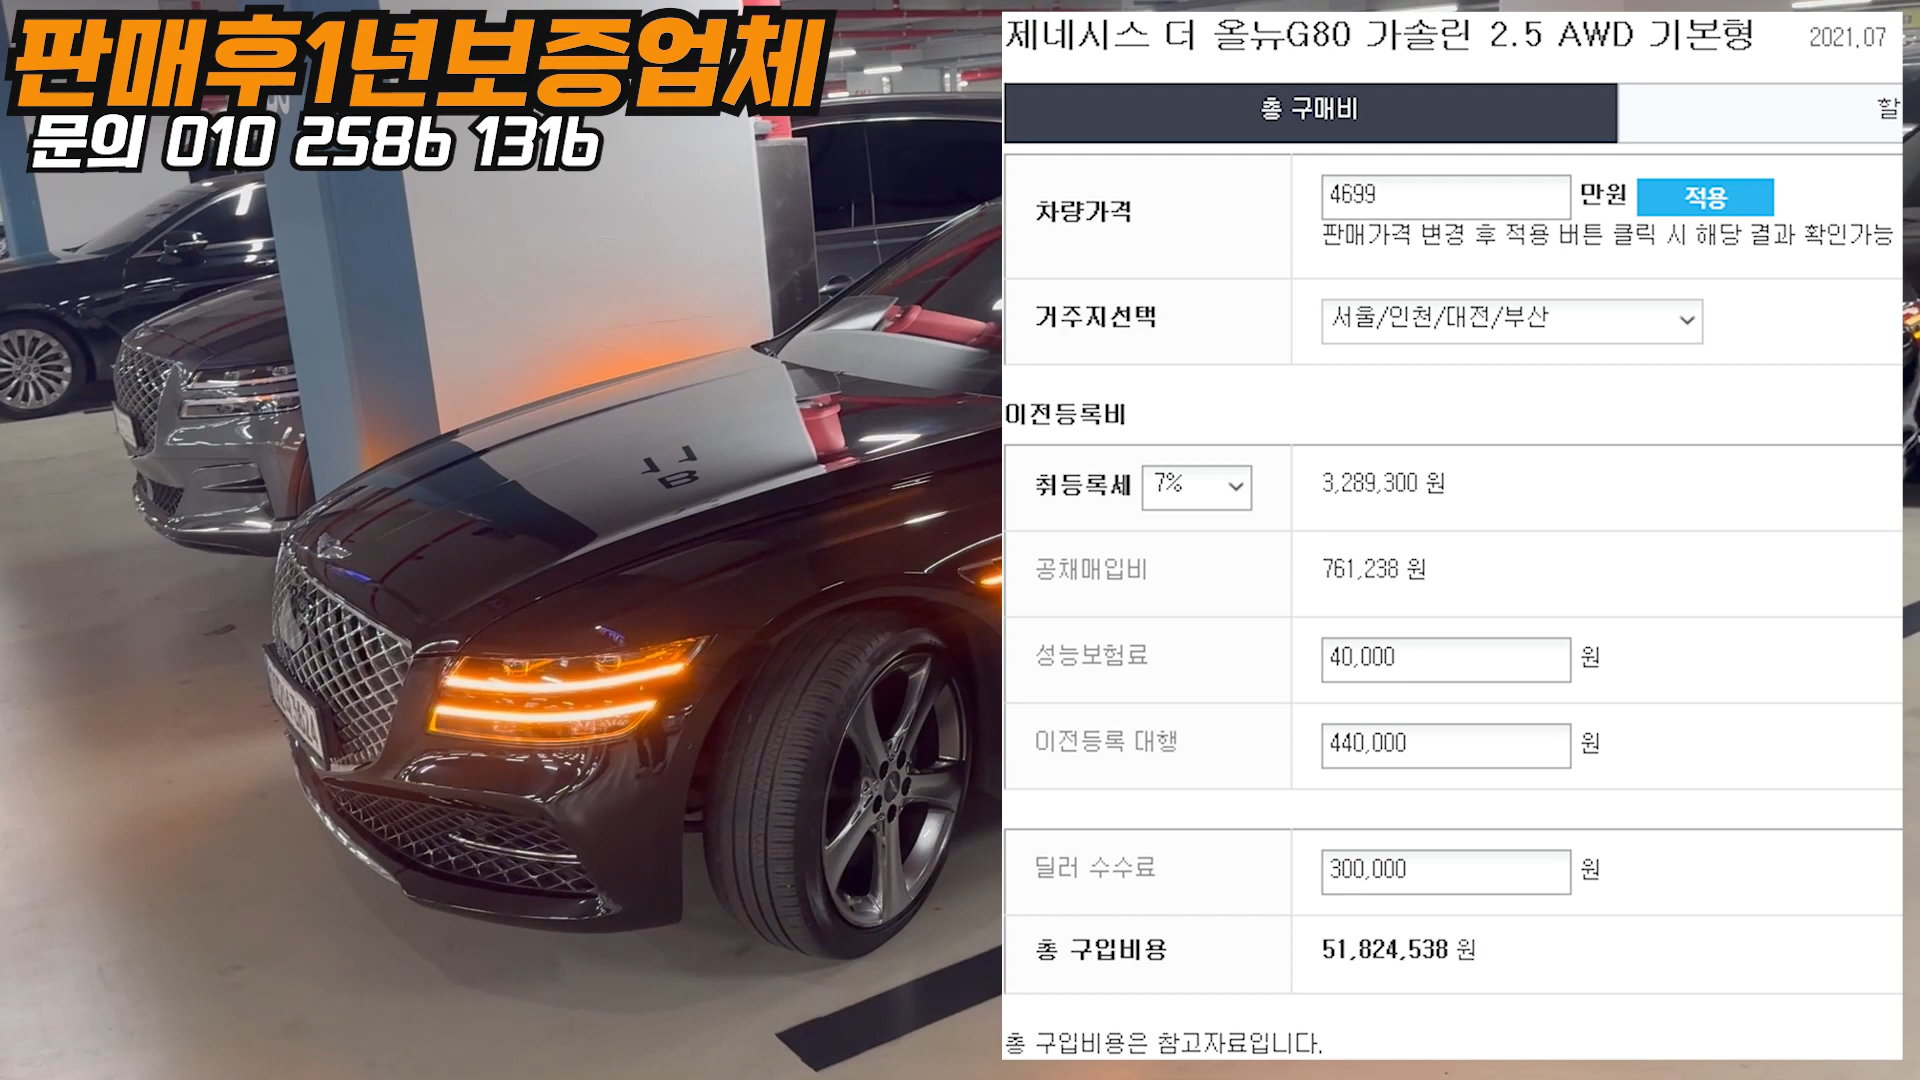 판매후1년보증업체
문의 010 2586 1316
제네시스 더 올뉴G80 가솔린 2.5 AWD 기본형 2021.07
총 구매비 할
차량가격 4699 만원 적용
판매가격 변경 후 적용 버튼 클릭 시 해당 결과 확인가능
거주지선택 서울/인천/대전/부산
이전등록비
취등록세 7% 3,289,300 원
공채매입비 761,238 원
성능보험료 40,000 원
이전등록 대행 440,000 원
딜러 수수료 300,000 원
총 구입비용 51,824,538 원
총 구입비용은 참고자료입니다.